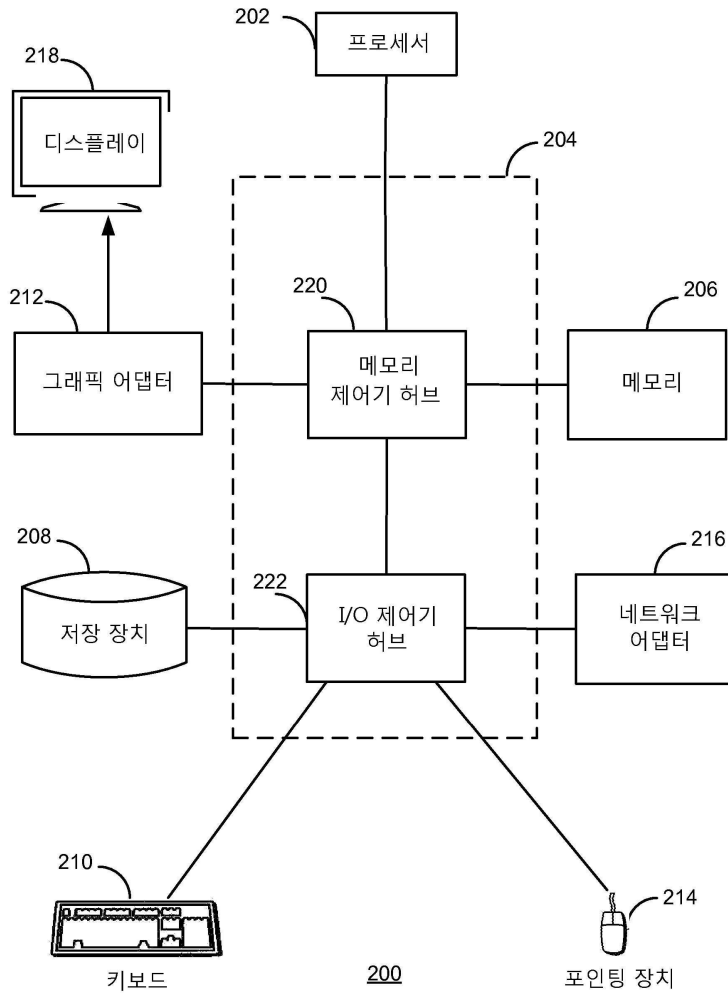 202
프로세서
218
디스플레이
204
212
그래픽 어댑터
220
메모리
제어기 허브
206
메모리
208
저장 장치
222
I/O 제어기
허브
216
네트워크
어댑터
210
키보드
200
214
포인팅 장치